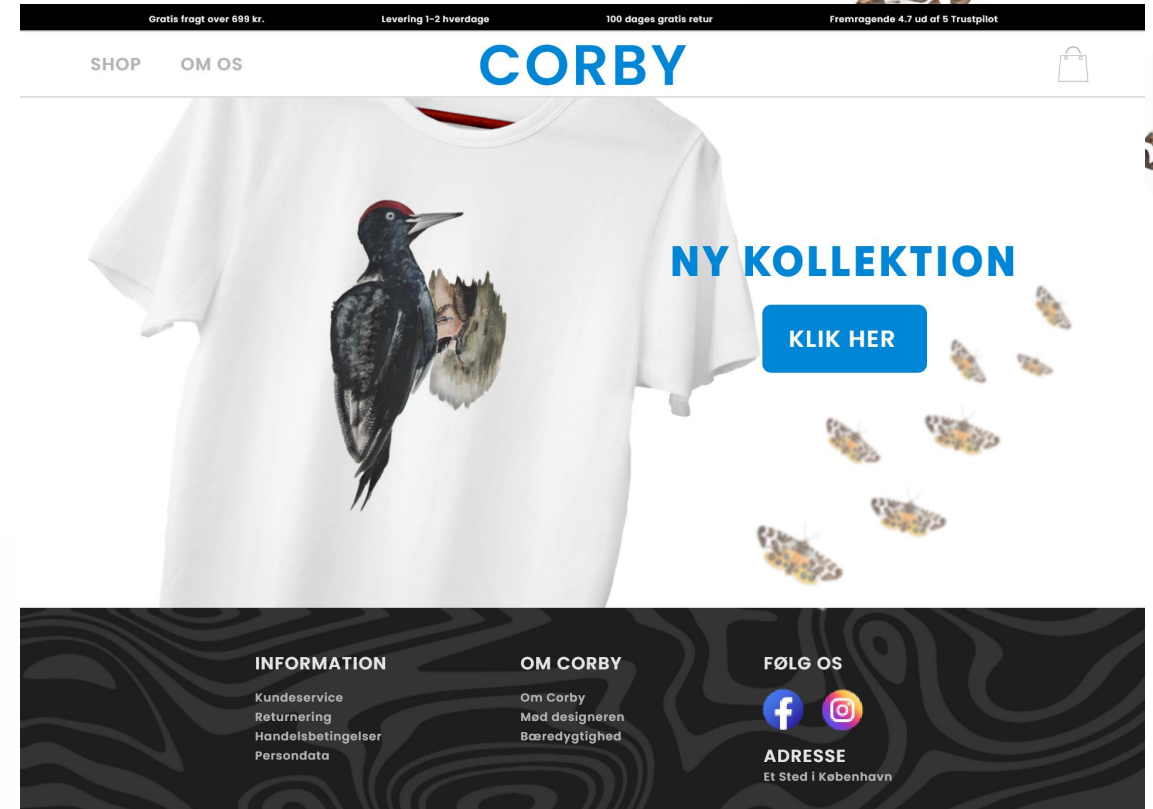 Gratis fragt over 699 kr.
Levering 1-2 hverdage
100 dages gratis retur
Fremragende 4.7 ud af 5 Trustpilot
SHOP
OM OS
CORBY
NY KOLLEKTION
KLIK HER
INFORMATION
Kundeservice
Returnering
Handelsbetingelser
Persondata
OM CORBY
Om Corby
Mød designeren
Bæredygtighed
FØLG OS
ADRESSE
Et Sted i København